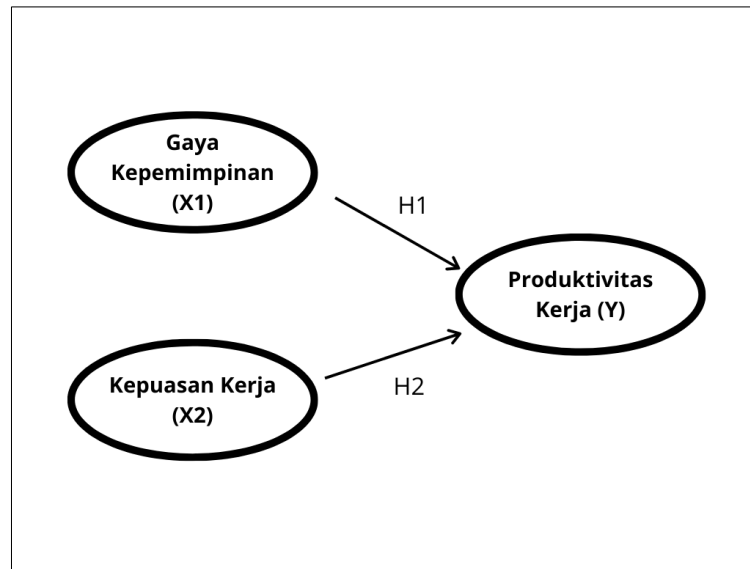 Gaya
Kepemimpinan
(X1)
H1
Produktivitas
Kerja (Y)
Kepuasan Kerja
(X2)
H2